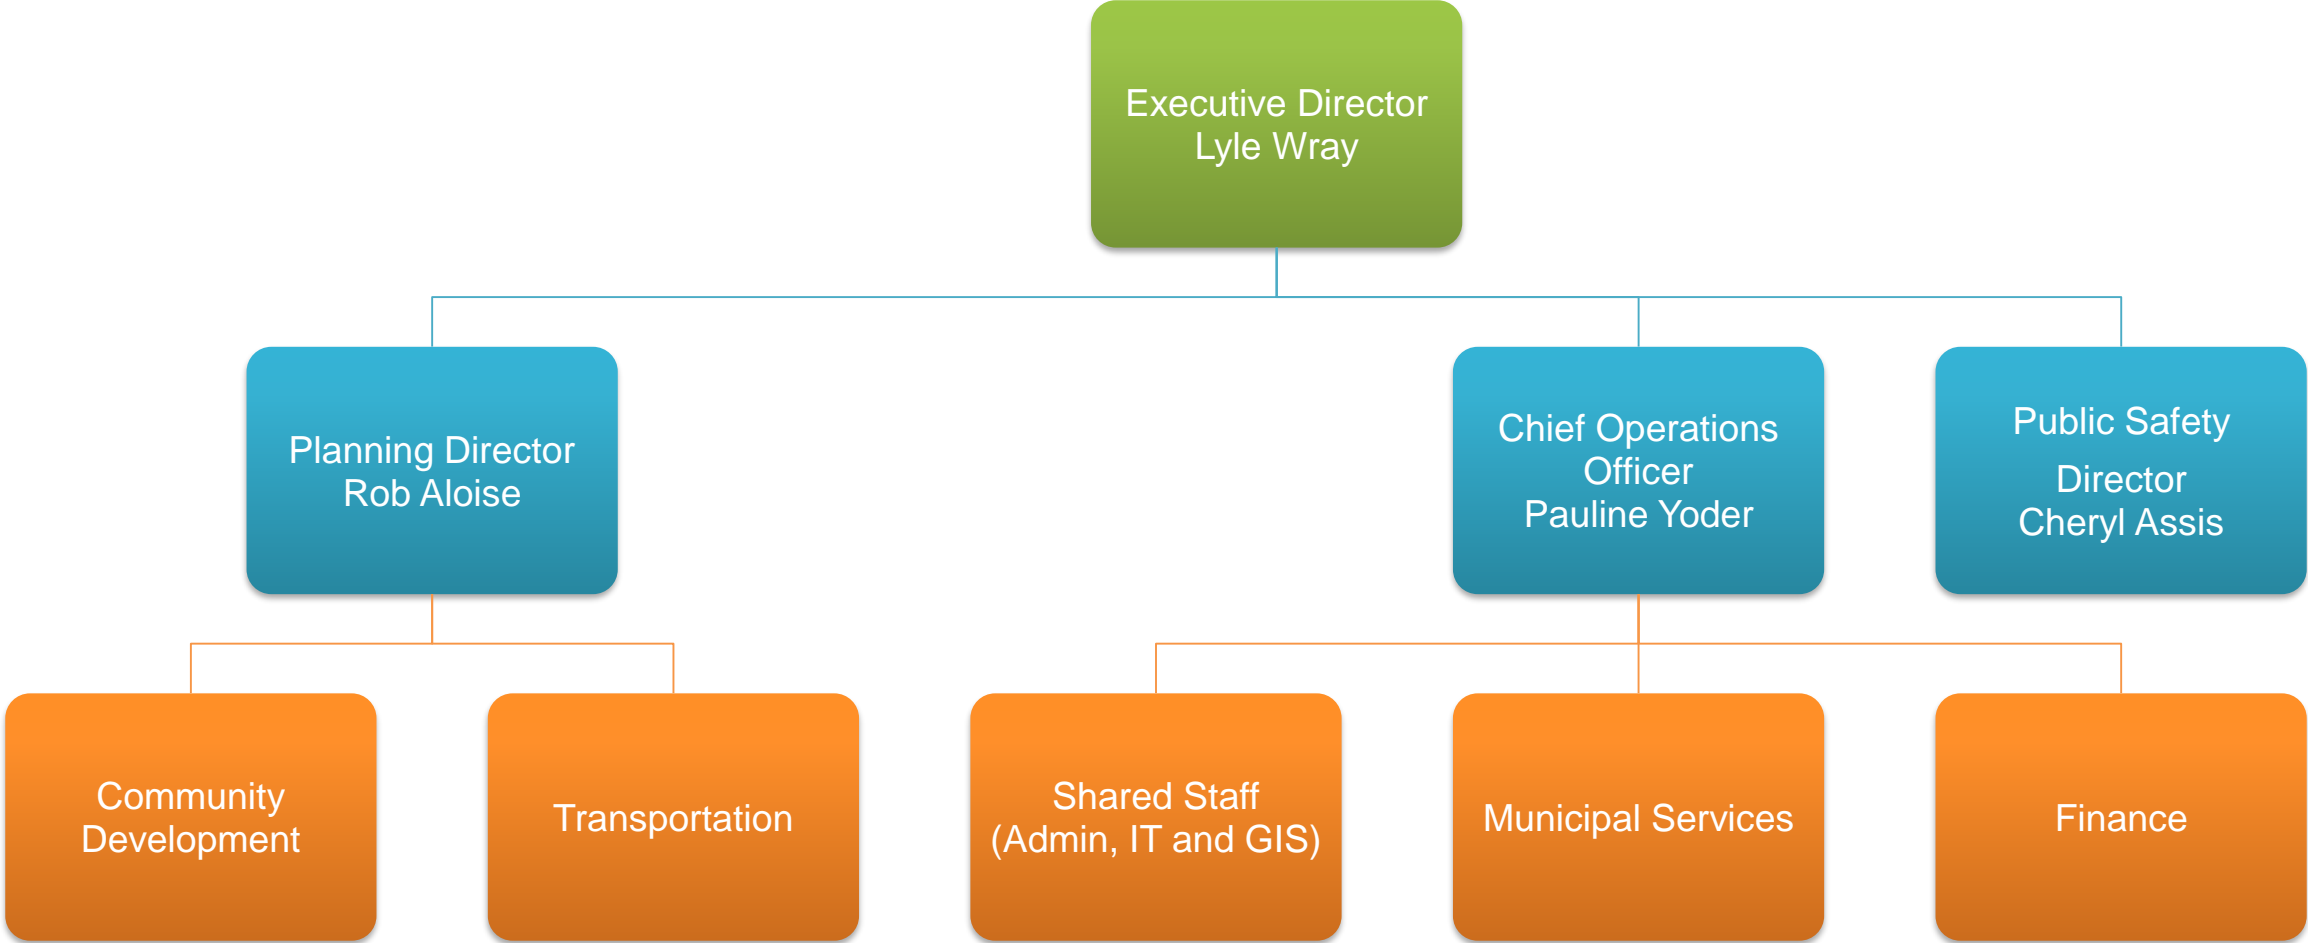 Executive Director
Lyle Wray
Planning Director
Rob Aloise
Chief Operations
Officer
Pauline Yoder
Public Safety
Director
Cheryl Assis
Community
Development
Transportation
Shared Staff
(Admin, IT and GIS)
Municipal Services
Finance